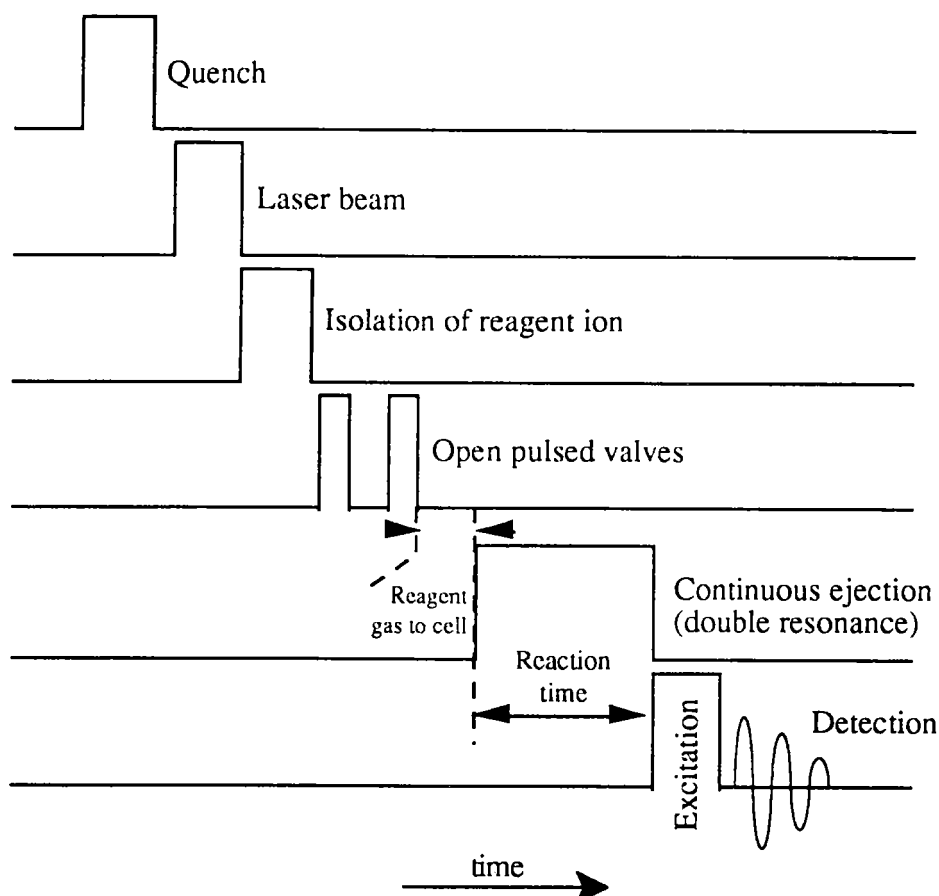 Quench
Laser beam
Isolation of reagent ion
Open pulsed valves
Reagent
gas to cell
Continuous ejection
(double resonance)
Reaction
time
Excitation
Detection
time